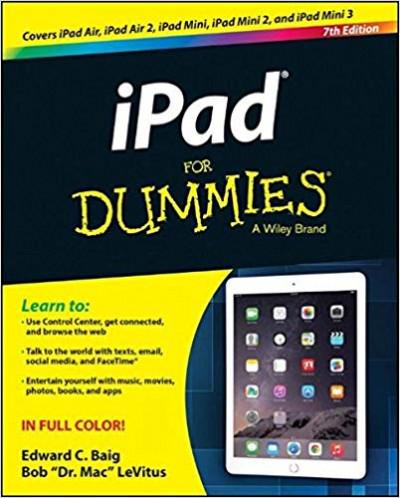 Covers iPad Air, iPad Air 2, iPad Mini, iPad Mini 2, and iPad Mini 3
7th Edition
iPad®
FOR
DUMMIES®
A Wiley Brand
Learn to:
• Use Control Center, get connected,
and browse the web
• Talk to the world with texts, email,
social media, and FaceTime®
• Entertain yourself with music, movies,
photos, books, and apps
IN FULL COLOR!
Edward C. Baig
Bob "Dr. Mac" LeVitus